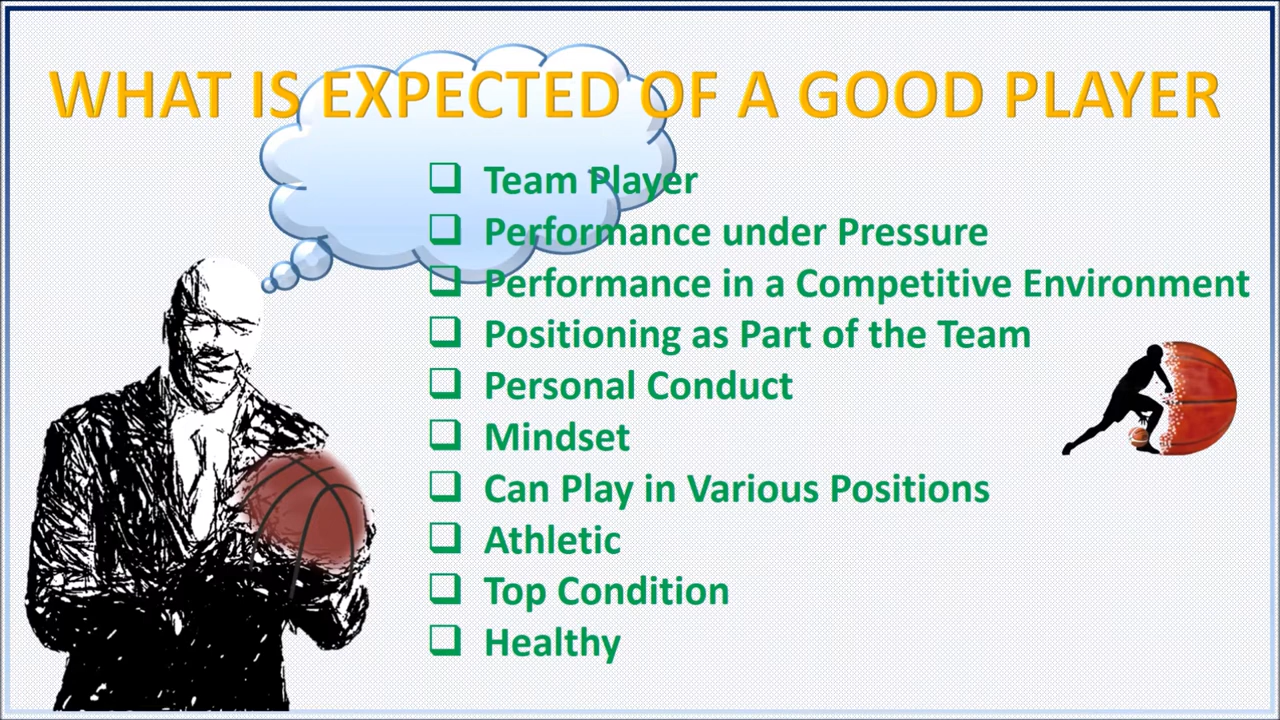 WHAT IS EXPECTED OF A GOOD PLAYER
Team Player
Performance under Pressure
Performance in a Competitive Environment
Positioning as Part of the Team
Personal Conduct
Mindset
Can Play in Various Positions
Athletic
Top Condition
Healthy